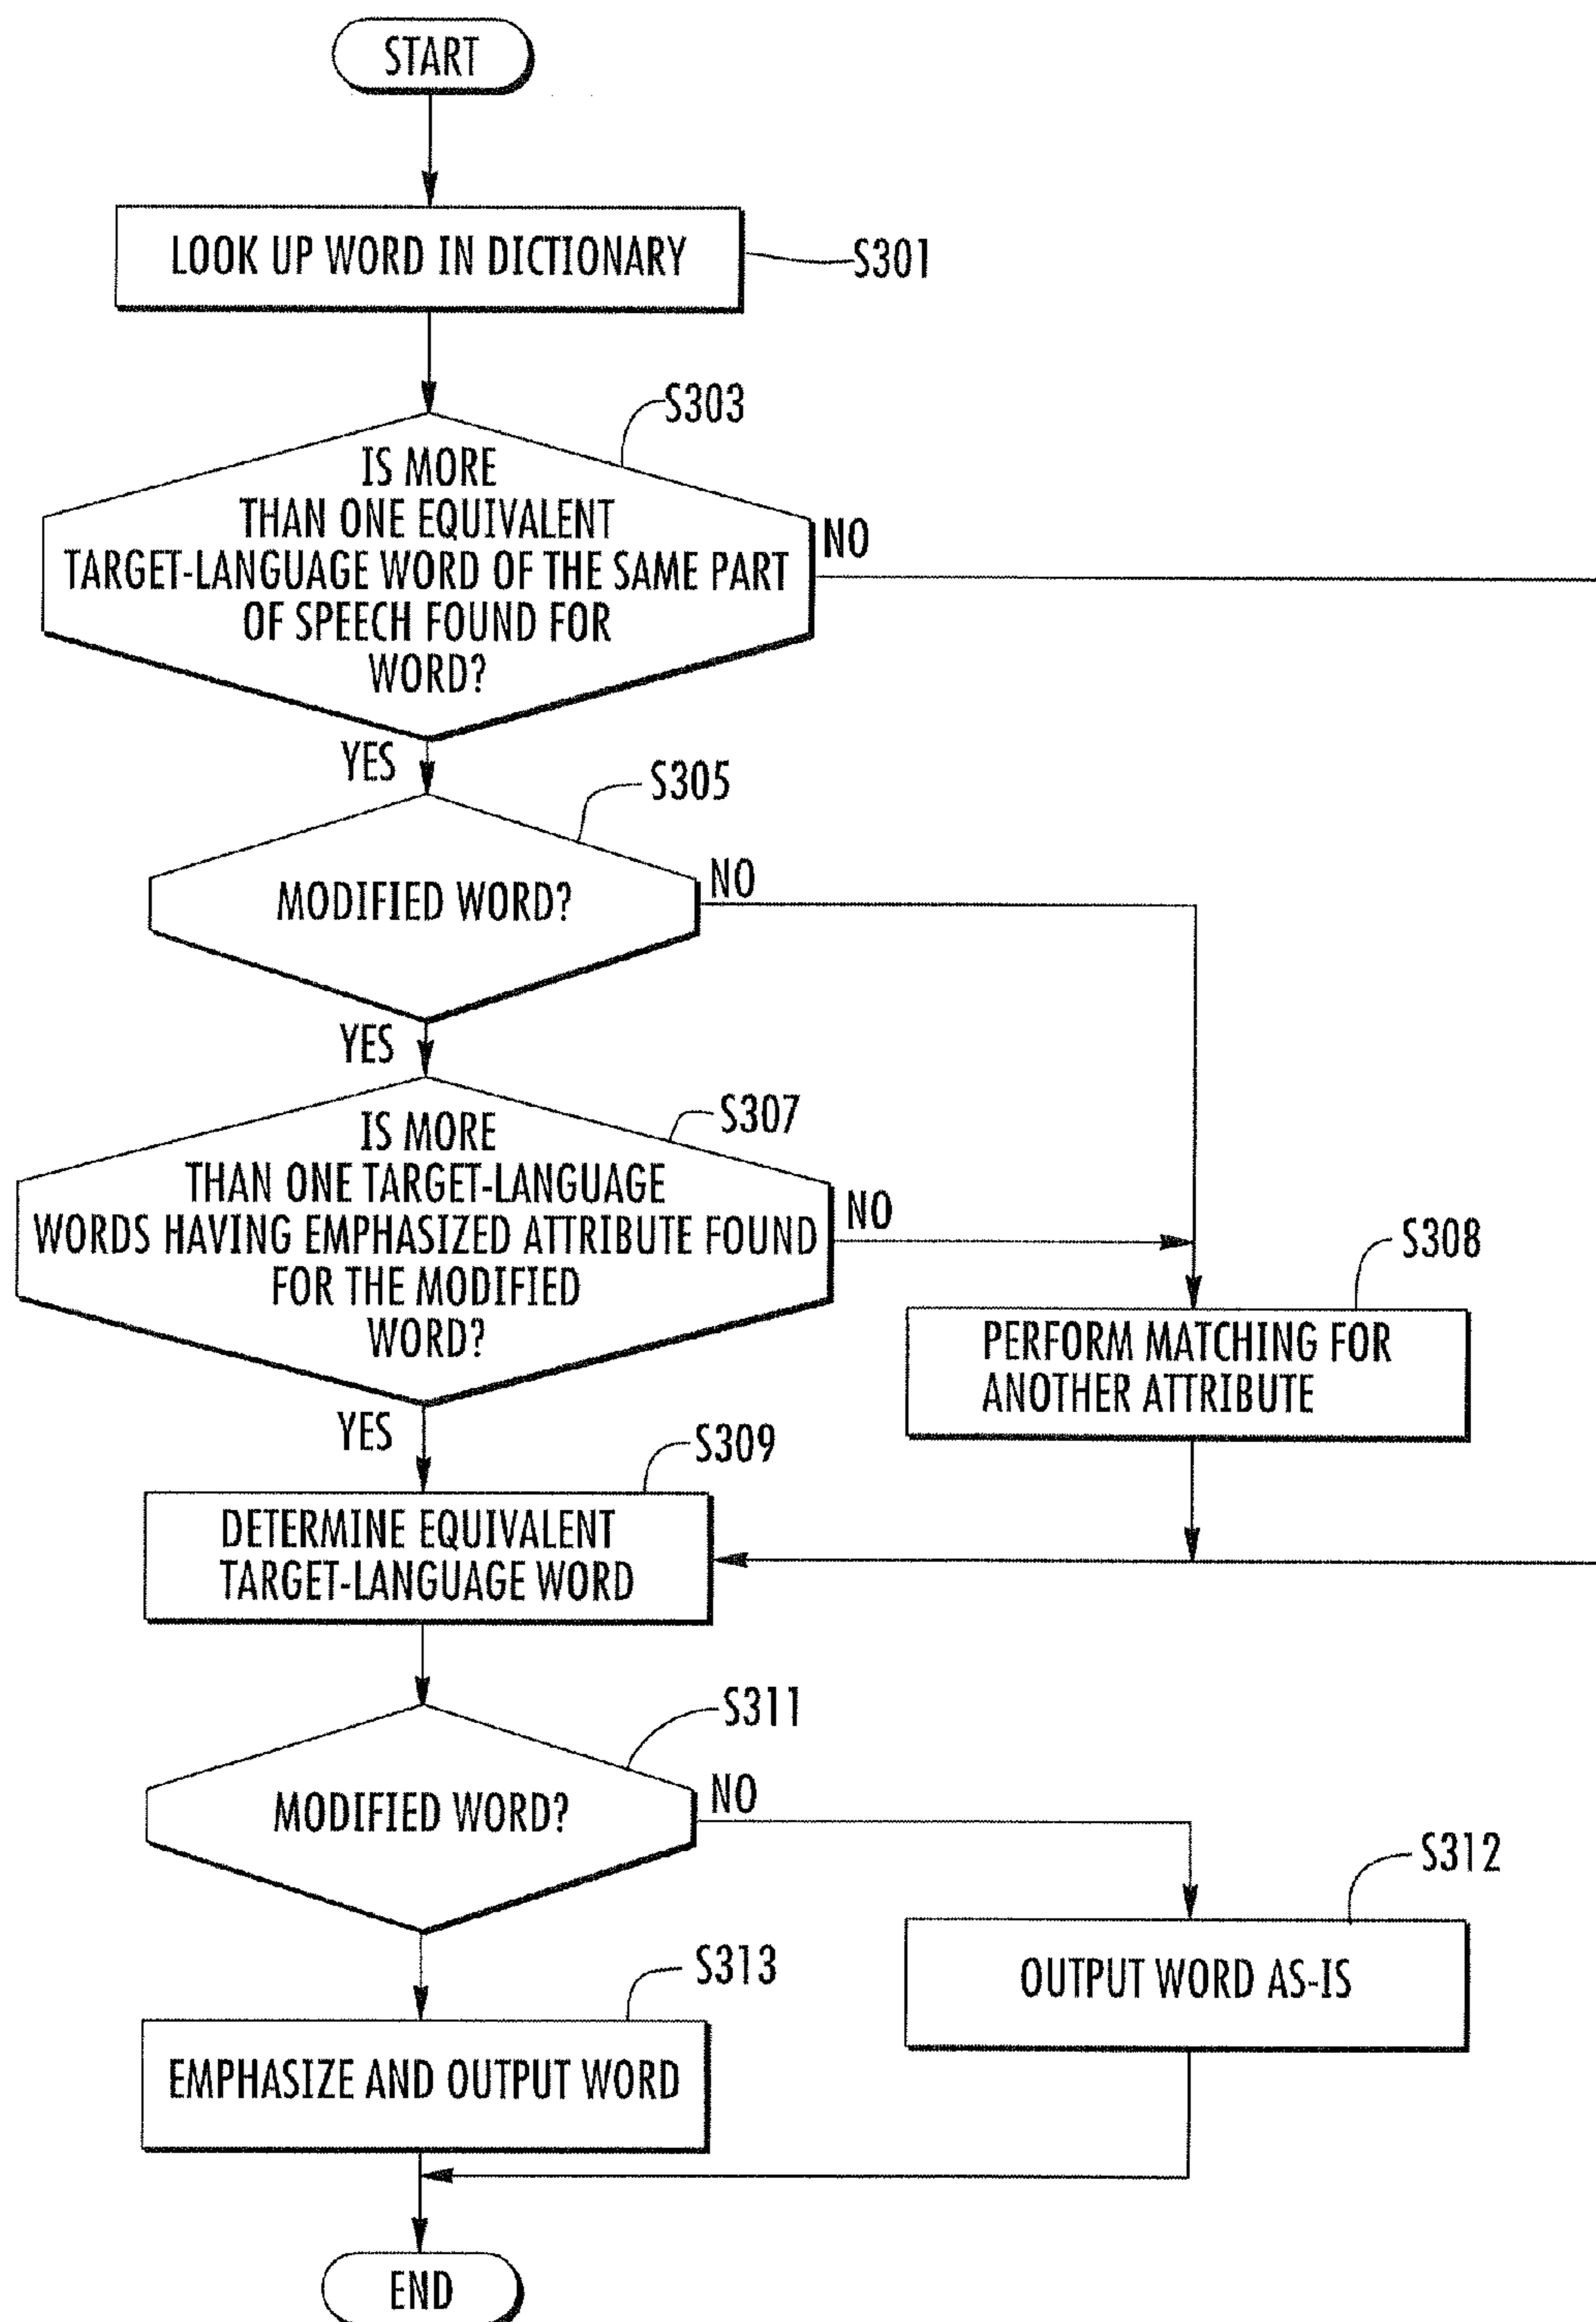 START
LOOK UP WORD IN DICTIONARY
S301
S303
IS MORE
THAN ONE EQUIVALENT
TARGET-LANGUAGE WORD OF THE SAME PART
OF SPEECH FOUND FOR
WORD?
NO
YES
S305
MODIFIED WORD?
NO
YES
S307
IS MORE
THAN ONE TARGET-LANGUAGE
WORDS HAVING EMPHASIZED ATTRIBUTE FOUND
FOR THE MODIFIED
WORD?
NO
S308
PERFORM MATCHING FOR
ANOTHER ATTRIBUTE
YES
S309
DETERMINE EQUIVALENT
TARGET-LANGUAGE WORD
S311
MODIFIED WORD?
NO
S312
OUTPUT WORD AS-IS
S313
EMPHASIZE AND OUTPUT WORD
END